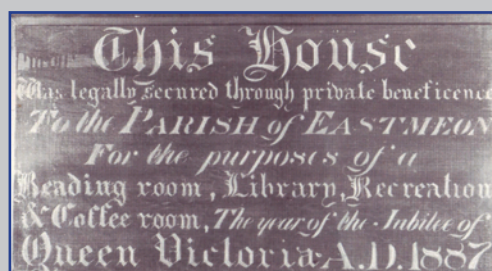 This House
Was legally secured through private beneficence
To the PARISH of EASTMEON
For the purposes of a
Reading room, Library, Recreation
& Coffee room, The year of the Jubilee of
Queen Victoria A.D. 1887